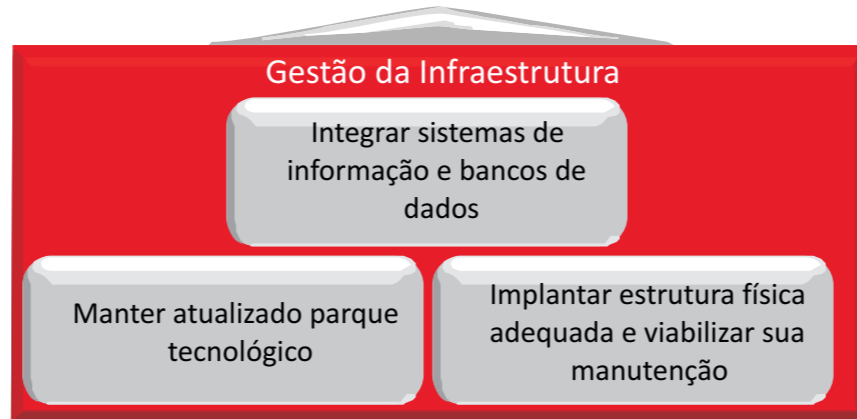 Gestão da Infraestrutura
Integrar sistemas de
informação e bancos de
dados
Manter atualizado parque
tecnológico
Implantar estrutura física
adequada e viabilizar sua
manutenção